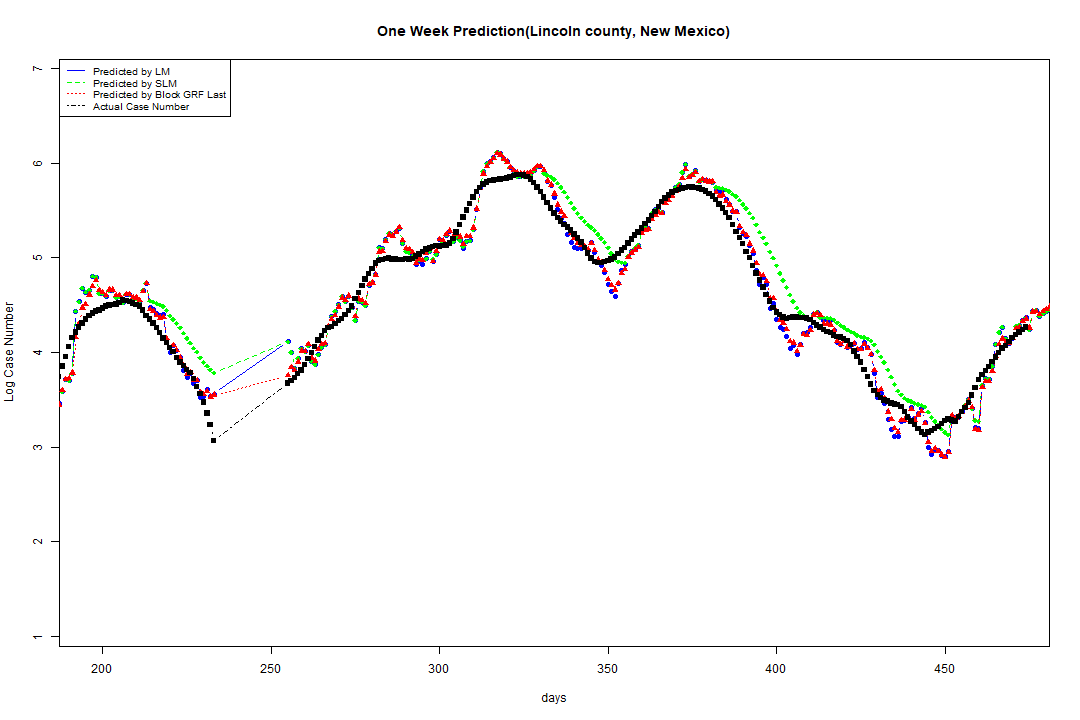 One Week Prediction(Lincoln county, New Mexico)
Predicted by LM
Predicted by SLM
Predicted by Block GRF Last
Actual Case Number
7
6
5
4
3
2
1
Log Case Number
200
250
300
350
400
450
days